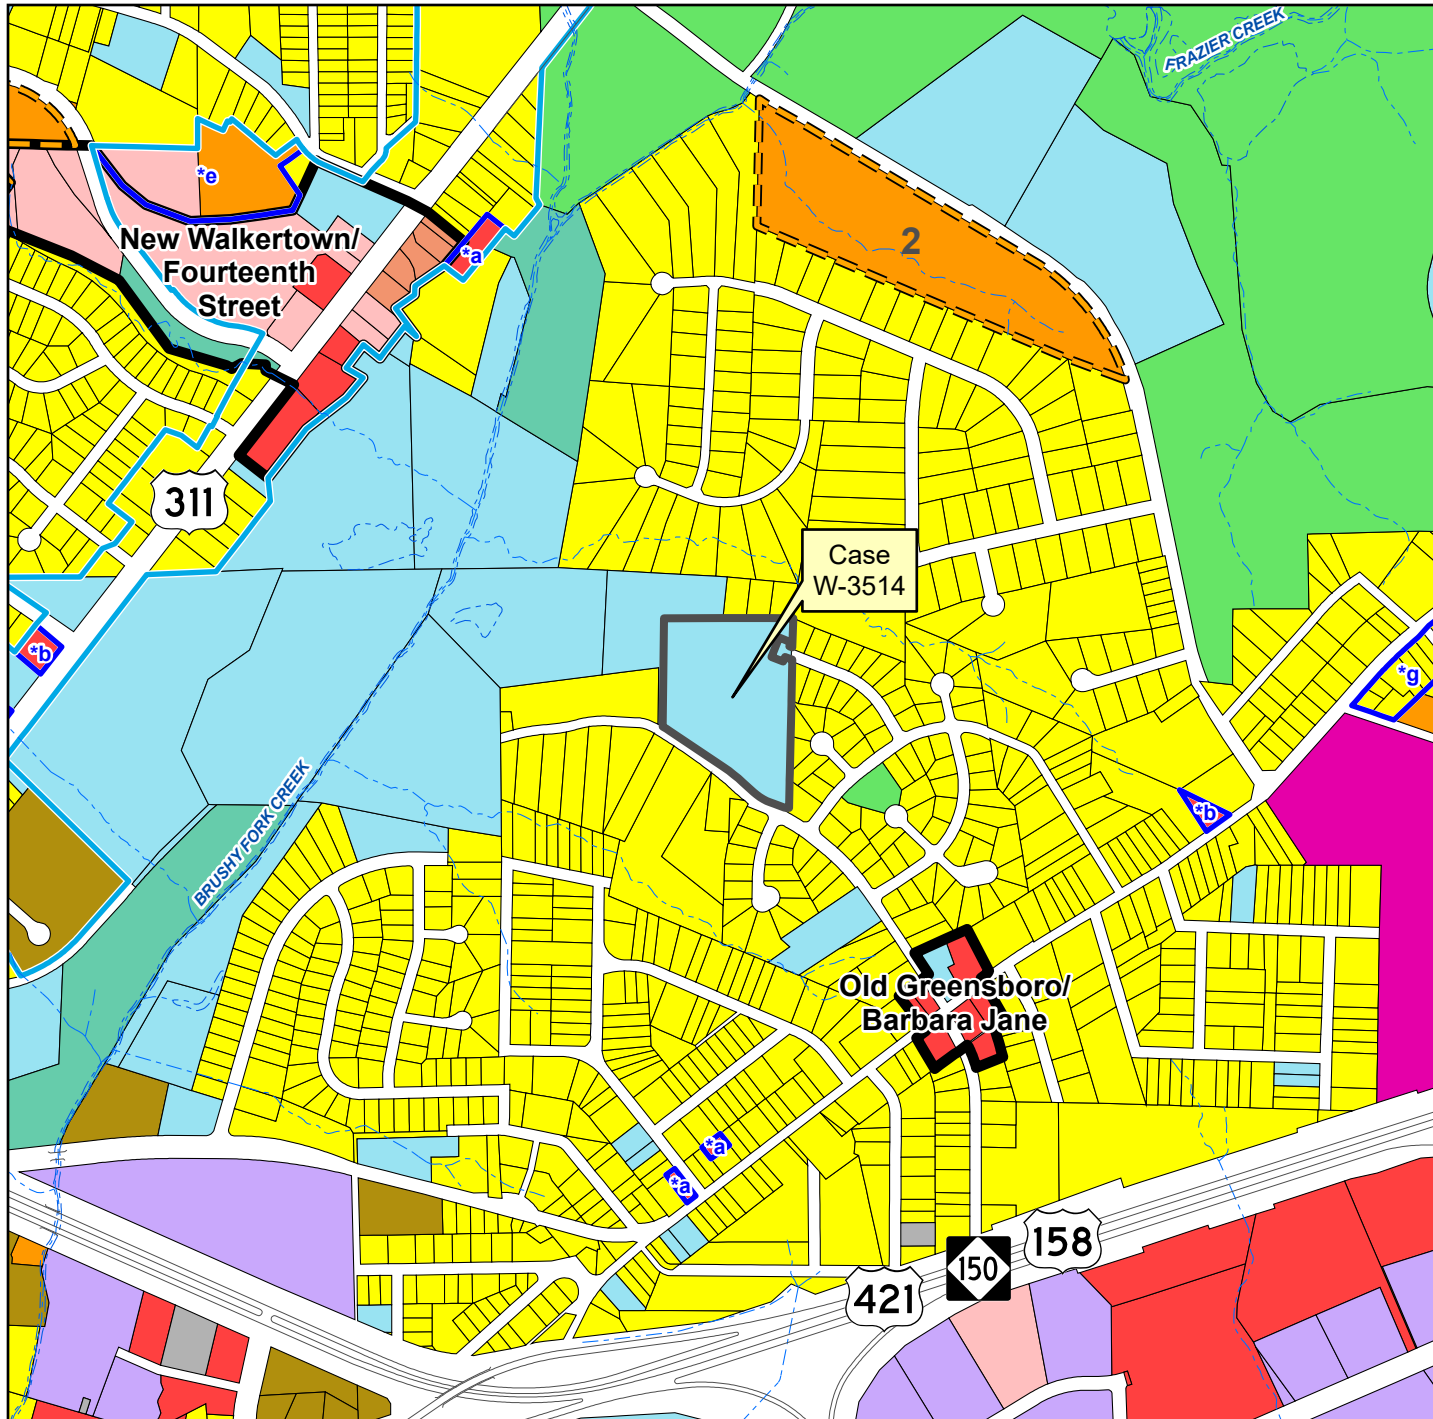 FRAZIER CREEK
*e
2
New Walkertown/
Fourteenth
Street
*a
311
Case
W-3514
*b
*g
*b
BRUSHY FORK CREEK
Old Greensboro/
Barbara Jane
*a
*a
158
150
421